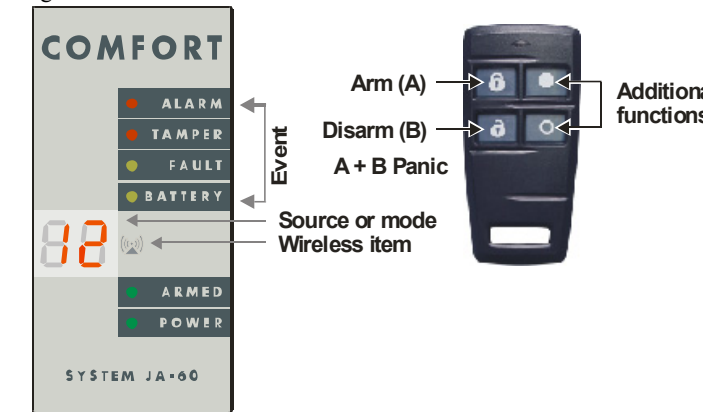 COMFORT
ALARM
TAMPER
FAULT
BATTERY
Event
12
Source or mode
Wireless item
ARMED
POWER
SYSTEM JA-60
Arm (A)
Disarm (B)
A + B Panic
functions